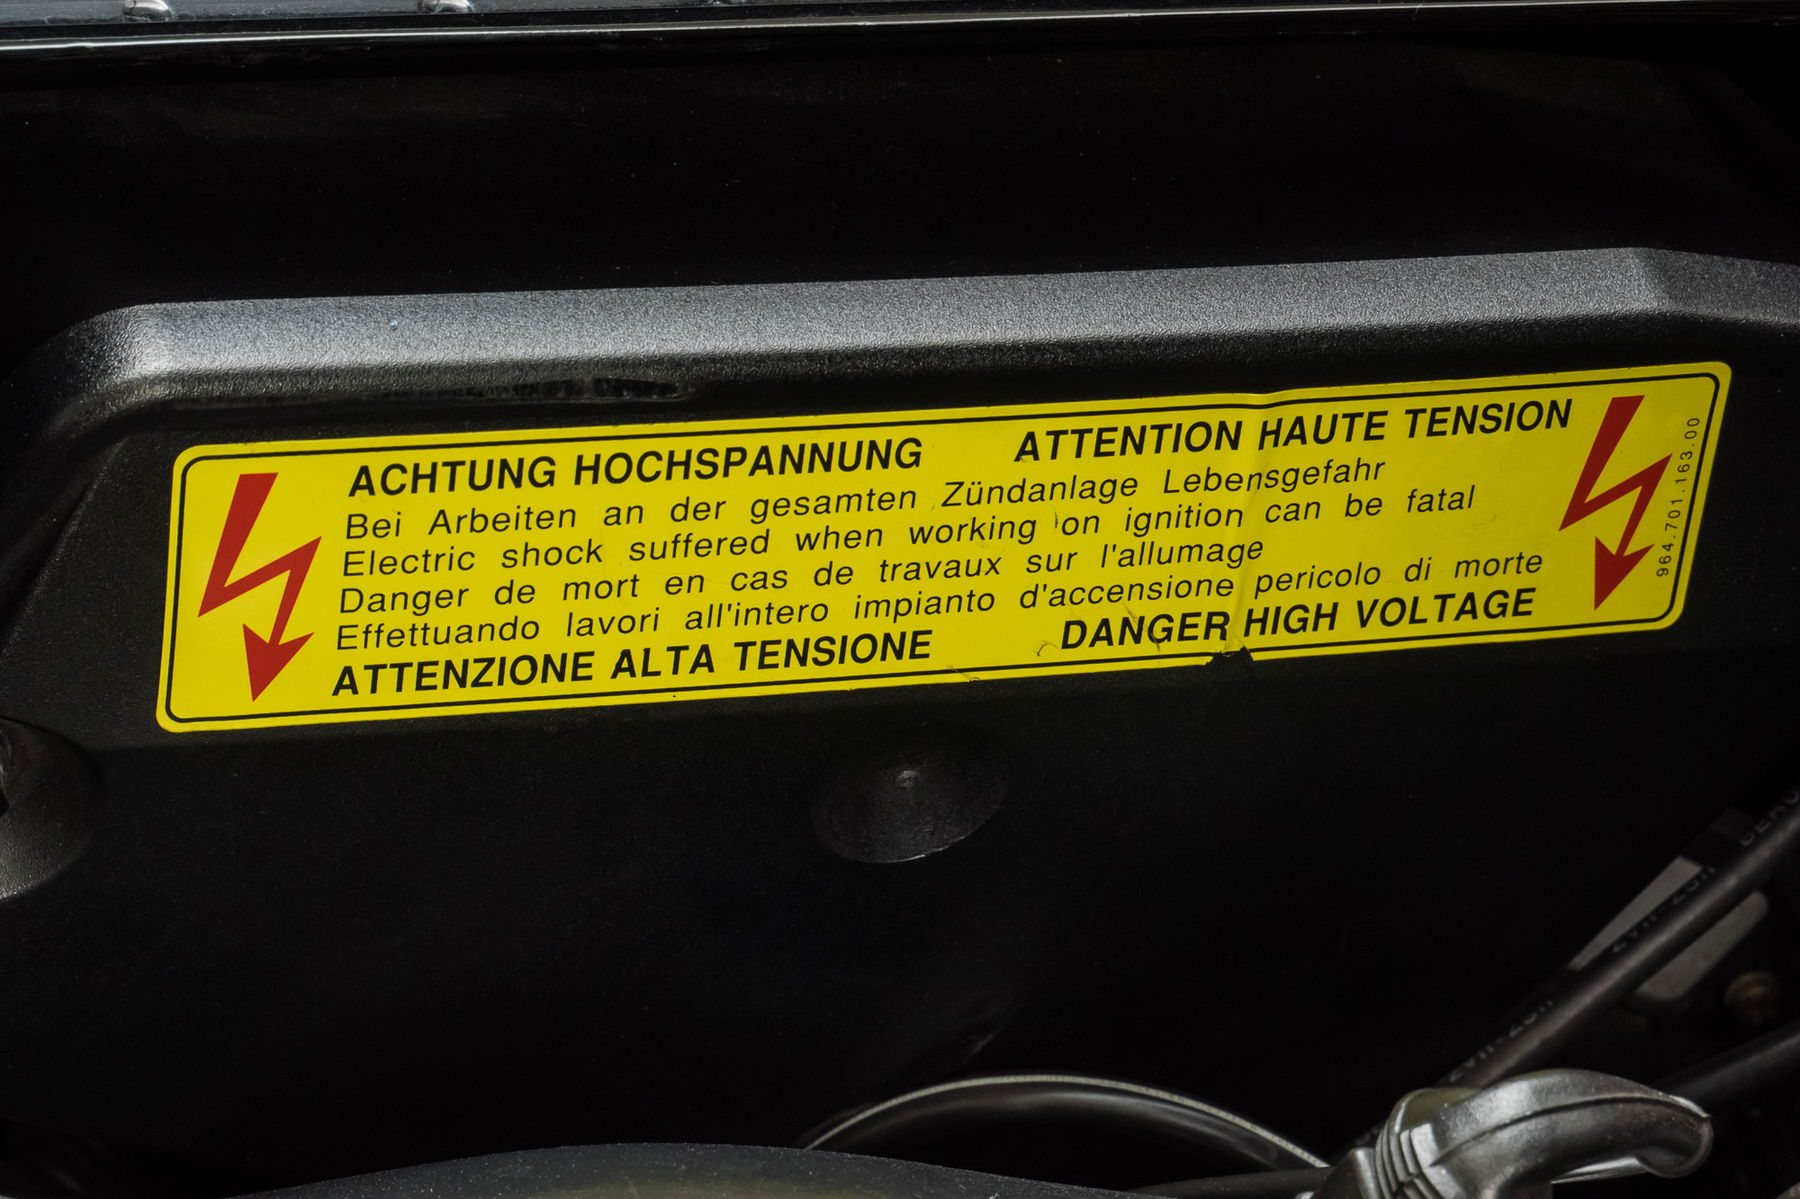 ACHTUNG HOCHSPANNUNG ATTENTION HAUTE TENSION
Bei Arbeiten an der gesamten Zündanlage Lebensgefahr
Electric shock suffered when working on ignition can be fatal
Danger de mort en cas de travaux sur l'allumage
Effettuando lavori all'intero impianto d'accensione pericolo di morte
ATTENZIONE ALTA TENSIONE DANGER HIGH VOLTAGE
964.701.163.00